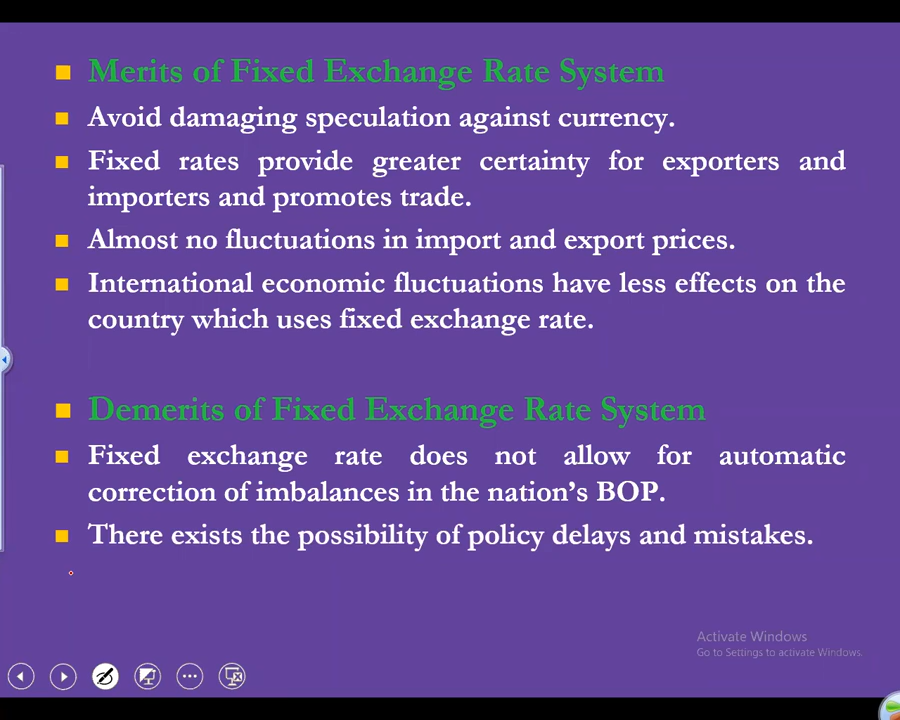 Merits of Fixed Exchange Rate System
Avoid damaging speculation against currency.
Fixed rates provide greater certainty for exporters and
importers and promotes trade.
Almost no fluctuations in import and export prices.
International economic fluctuations have less effects on the
country which uses fixed exchange rate.
Demerits of Fixed Exchange Rate System
Fixed exchange rate does not allow for automatic
correction of imbalances in the nation’s BOP.
There exists the possibility of policy delays and mistakes.
Activate Windows
Go to Settings to activate Windows.